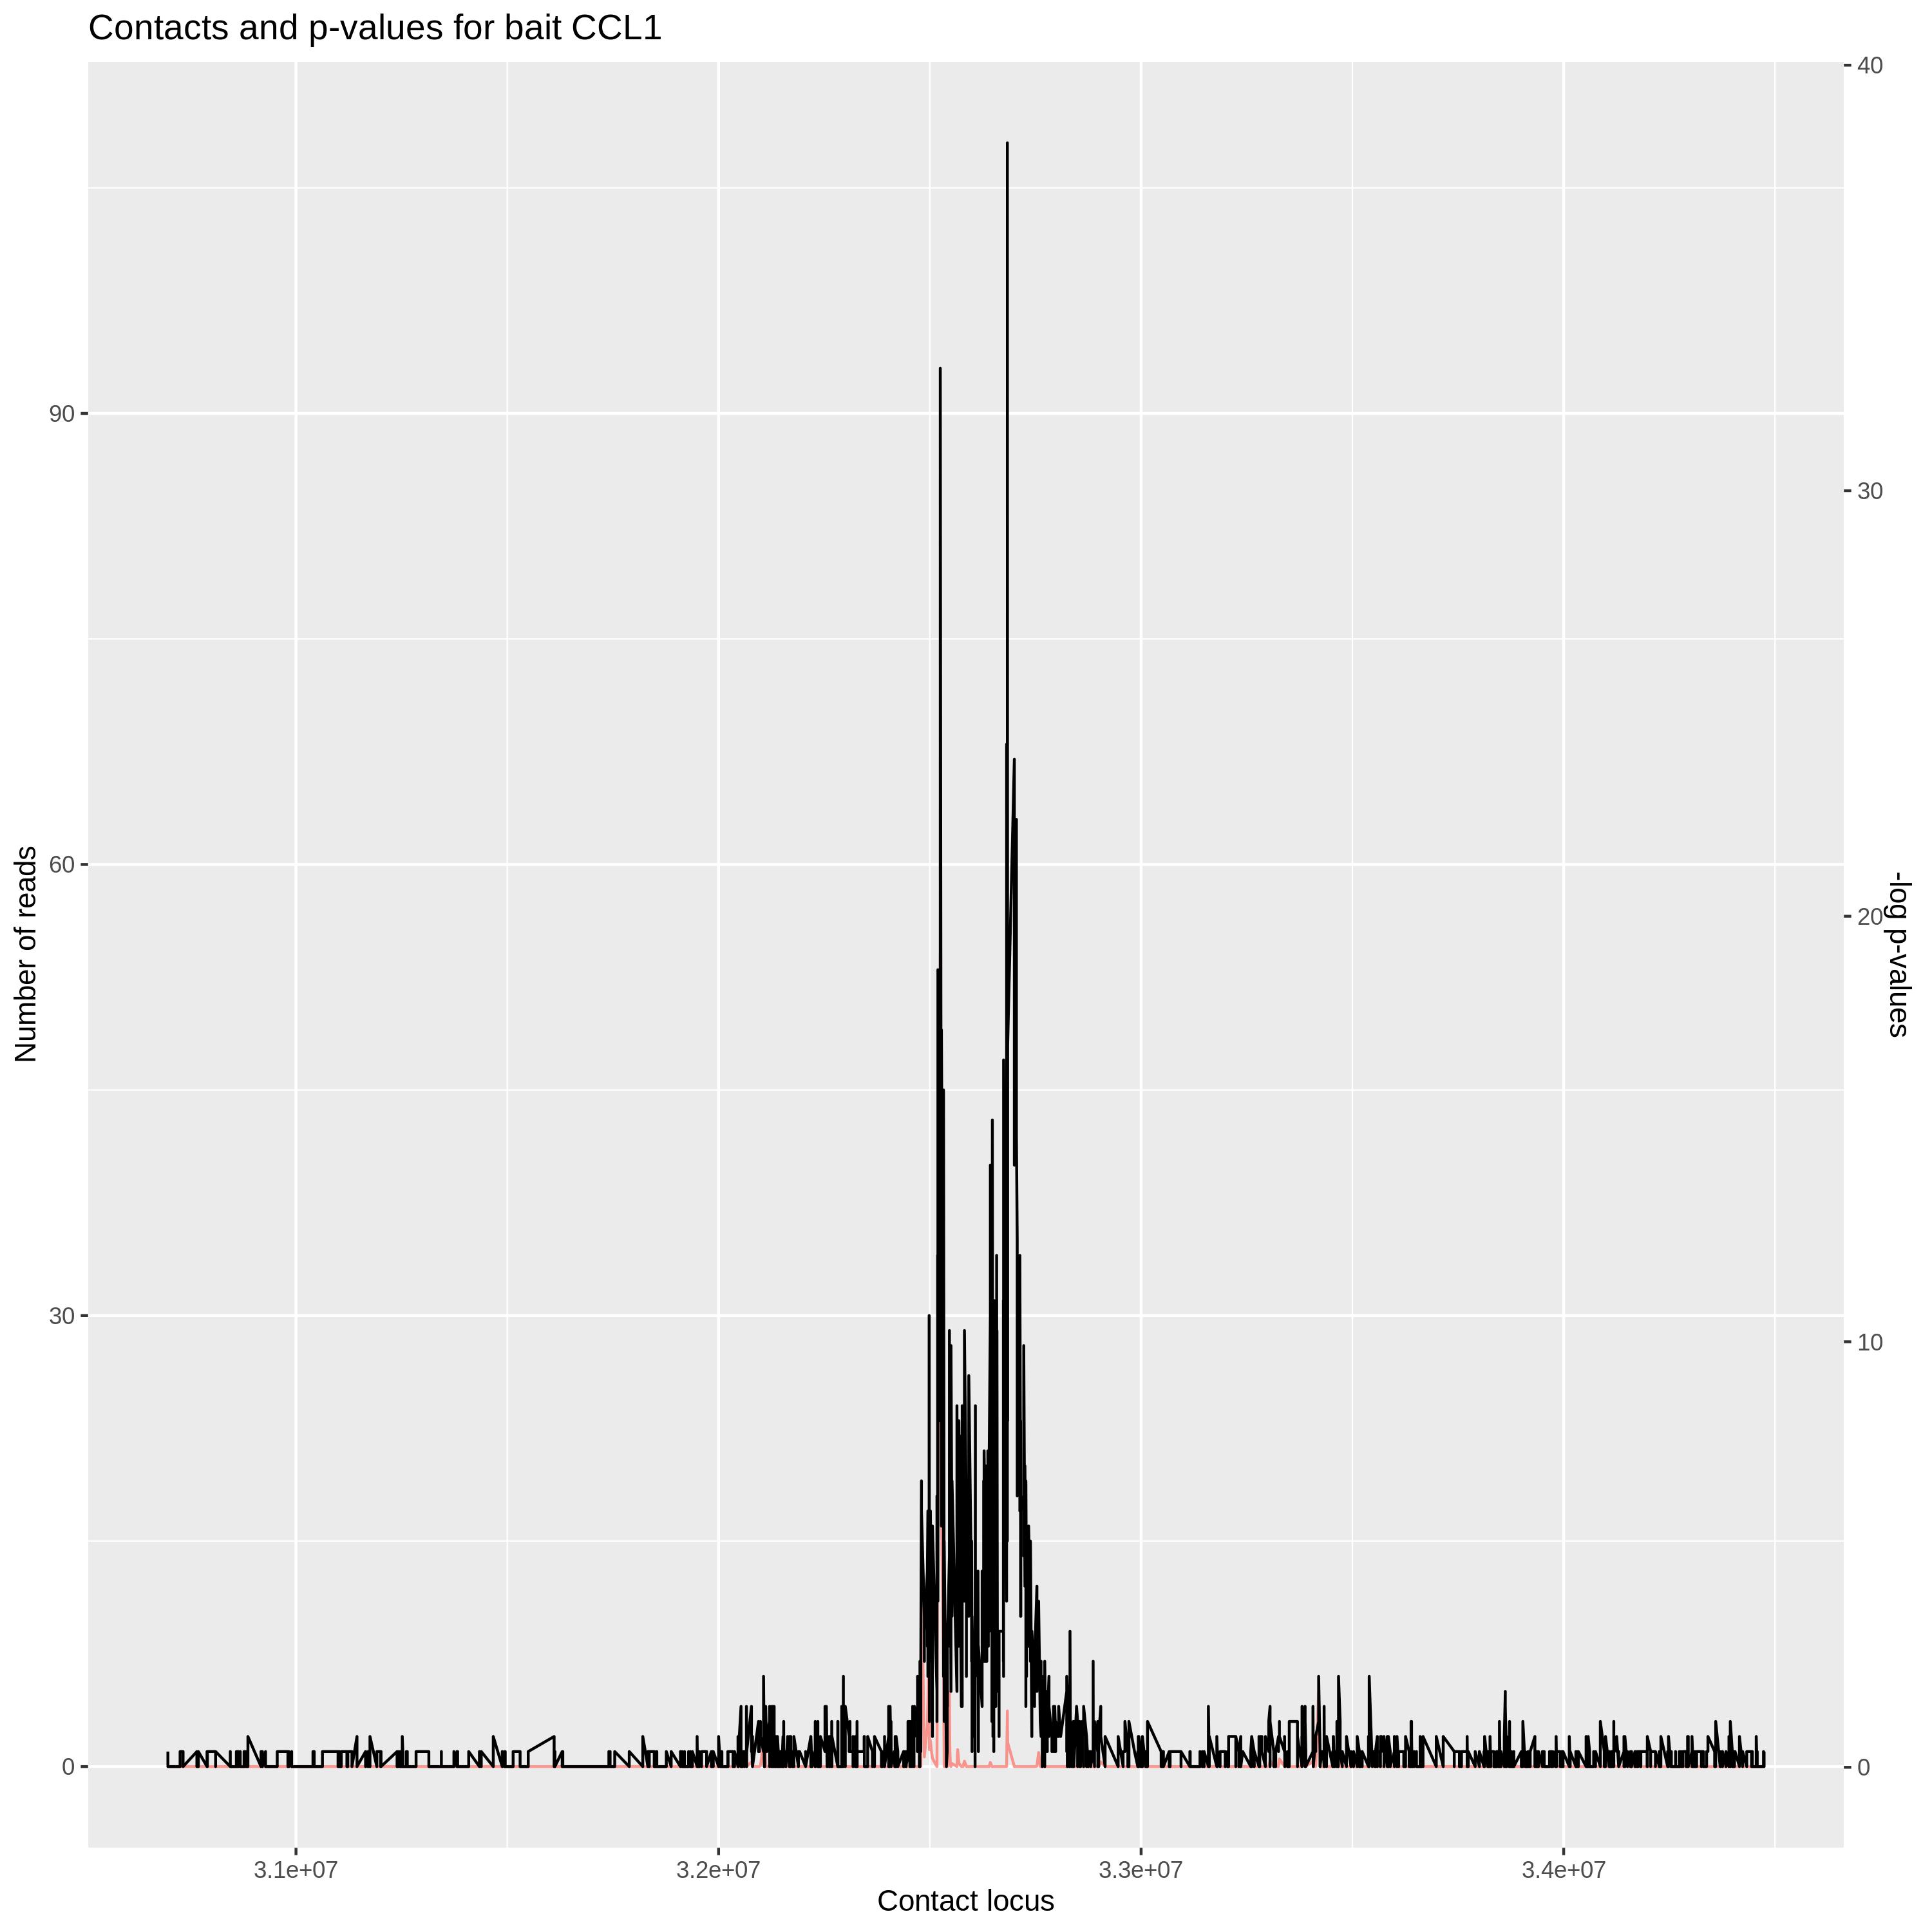 Contacts and p-values for bait CCL1
40
90
30
60
20
30
10
0
0
Number of reads
-log p-values
3.1e+07
3.2e+07
3.3e+07
3.4e+07
Contact locus